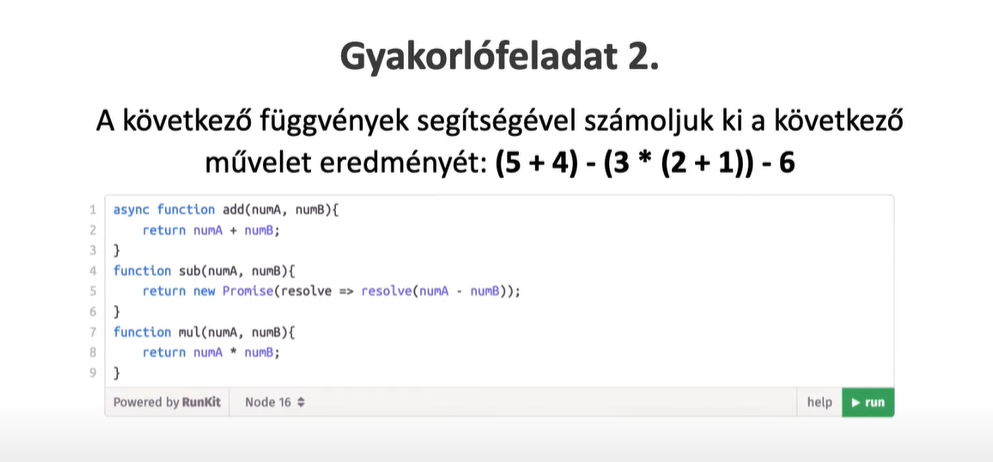 Gyakorlófeladat 2.
A következő függvények segítségével számoljuk ki a következő
művelet eredményét: (5 + 4) - (3 * (2 + 1)) - 6
1 async function add(numA, numB){
2     return numA + numB;
3 }
4 function sub(numA, numB){
5     return new Promise(resolve => resolve(numA - numB));
6 }
7 function mul(numA, numB){
8     return numA * numB;
9 }
Powered by RunKit Node 16 help run